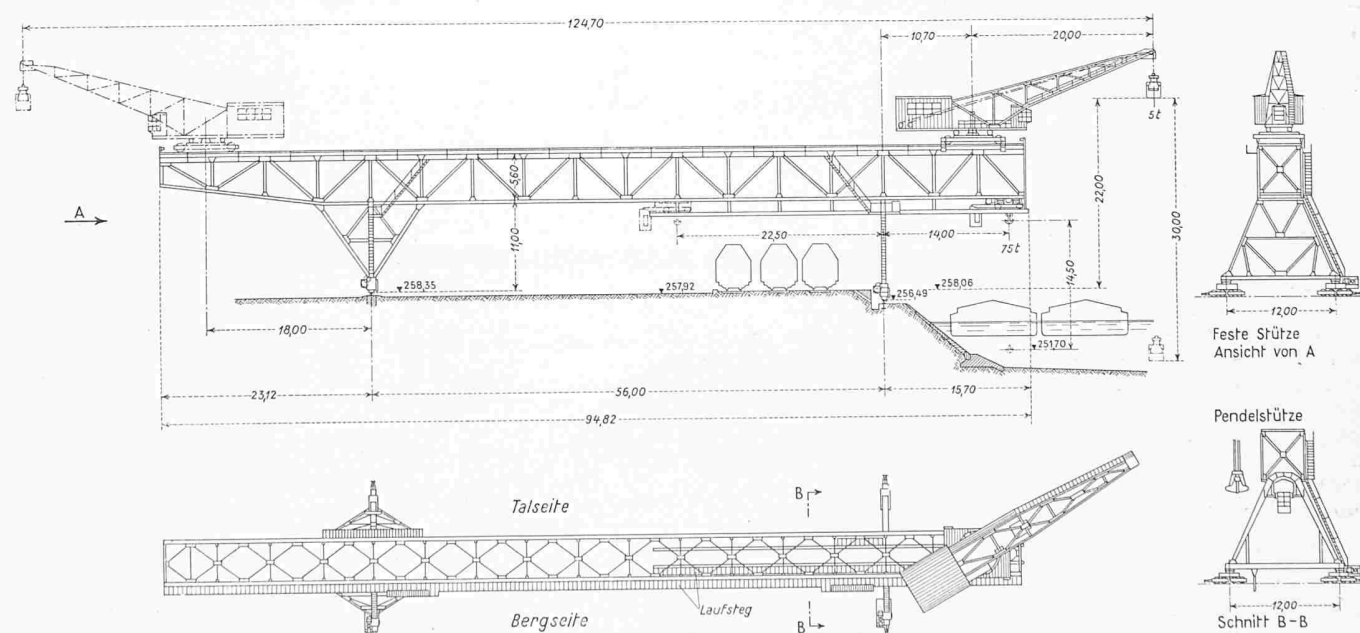 124,70
10,70
20,00
5t
A
5,60
11,00
22,00
30,00
22,50
14,00
75t
14,50
258,35
257,92
256,49
258,06
251,70
18,00
12,00
Feste Stütze
Ansicht von A
23,12
56,00
15,70
94,82
Pendelstütze
Talseite
B
Laufsteg
Bergseite
B
12,00
Schnitt B-B